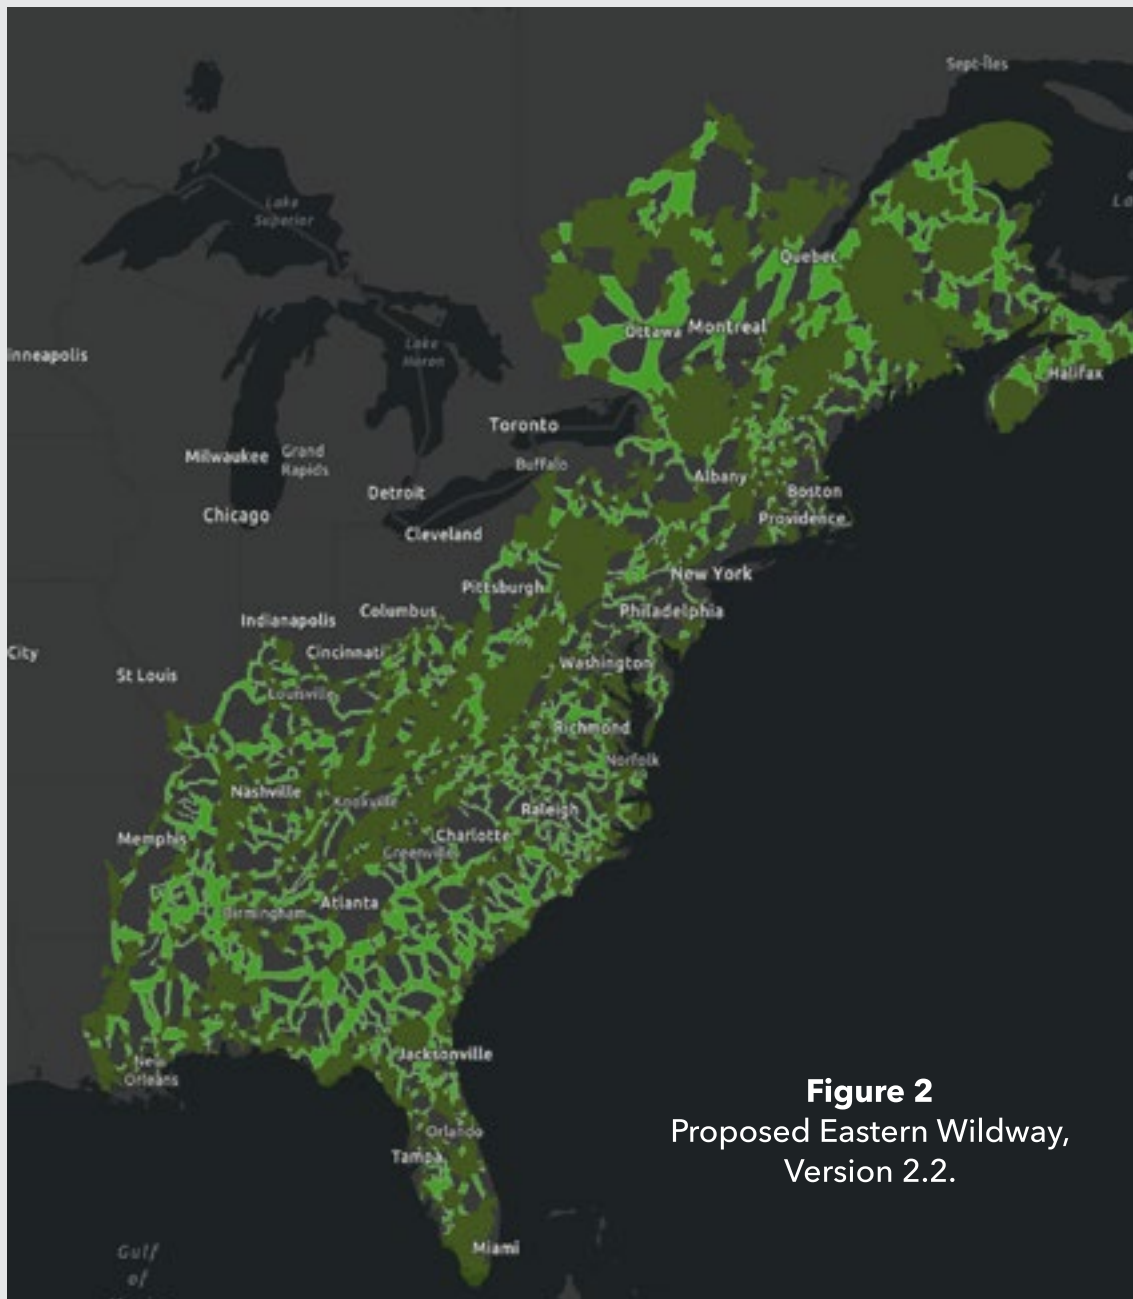 Sept-Îles
Lake
Superior
Quebec
Ottawa
Montreal
inneapolis
Lake
Huron
Halifax
Toronto
Milwaukee
Grand
Rapids
Buffalo
Albany
Detroit
Boston
Chicago
Providence
Cleveland
New York
Pittsburgh
Columbus
Philadelphia
Indianapolis
City
Cincinnati
Washington
St Louis
Louisville
Richmond
Norfolk
Nashville
Knoxville
Raleigh
Memphis
Charlotte
Greenville
Atlanta
Birmingham
Jacksonville
New
Orleans
Figure 2
Proposed Eastern Wildway,
Version 2.2.
Orlando
Tampa
Miami
Gulf
of